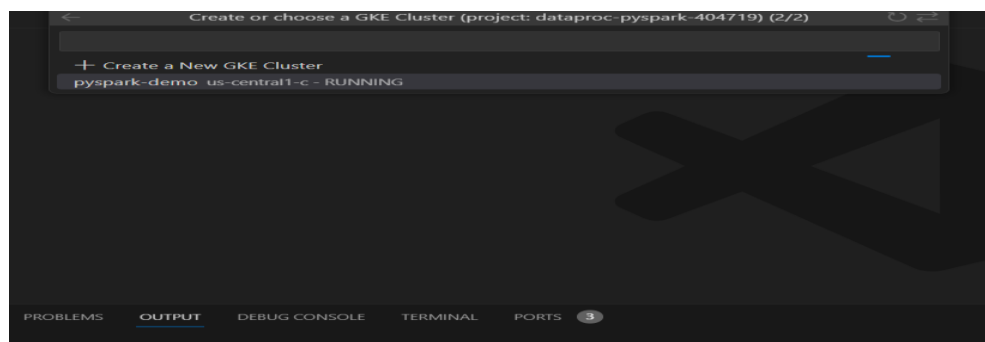 Create or choose a GKE Cluster (project: dataproc-pyspark-404719) (2/2)
+ Create a New GKE Cluster
pyspark-demo us-central1-c - RUNNING
PROBLEMS OUTPUT DEBUG CONSOLE TERMINAL PORTS 3